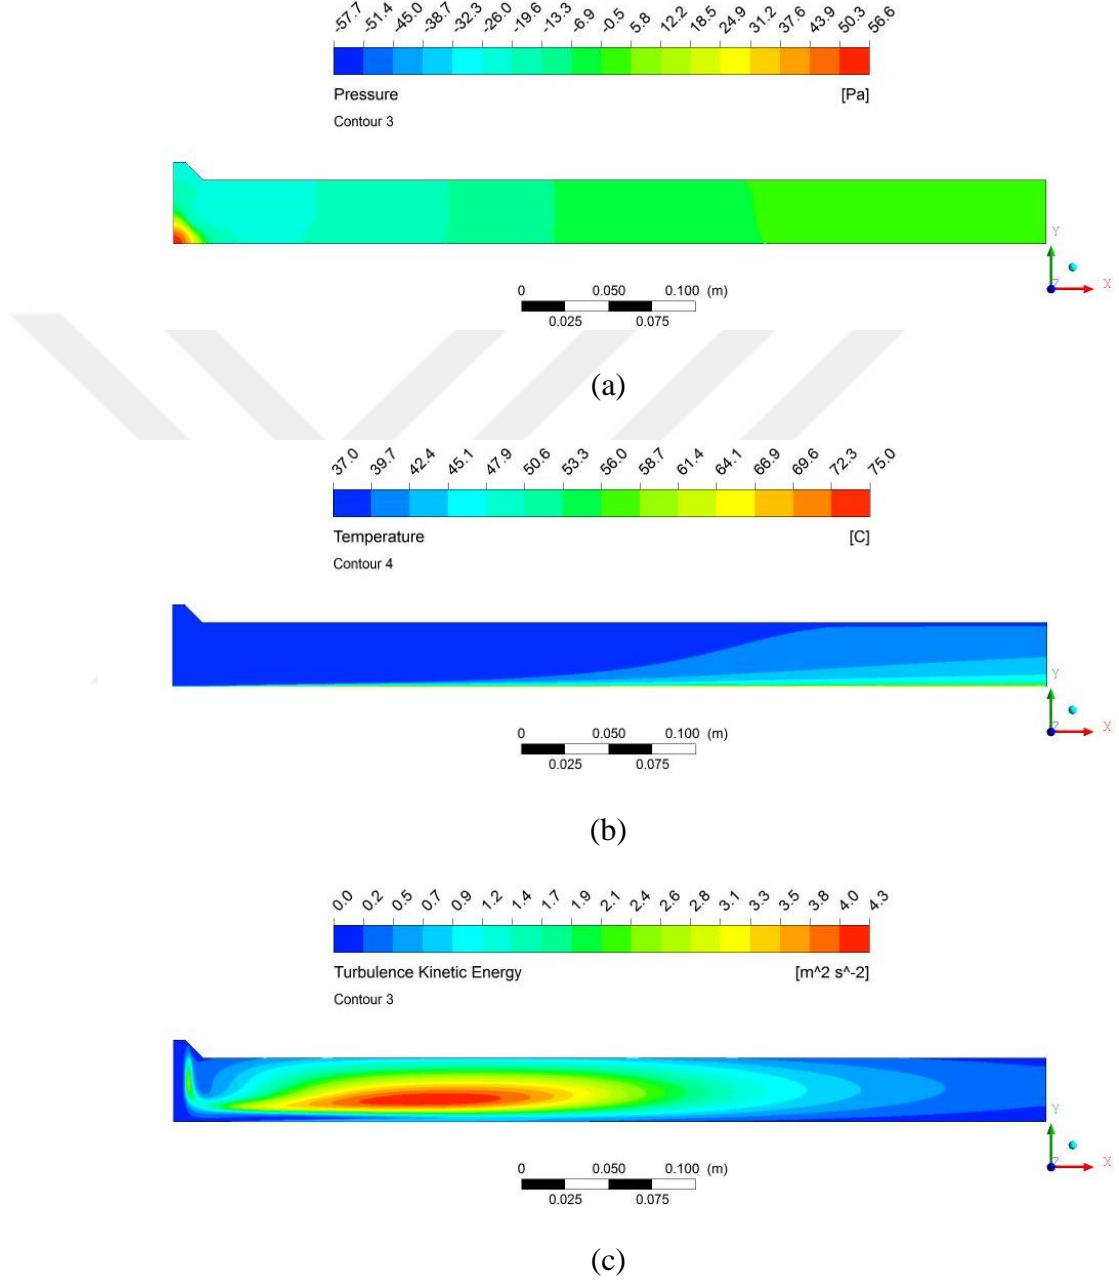 -57.7 -51.4 -45.0 -38.7 -32.3 -26.0 -19.6 -13.3 -6.9 -0.5 5.8 12.2 18.5 24.9 31.2 37.6 43.9 50.3 56.6
Pressure [Pa]
Contour 3
Y
Z X
0 0.050 0.100 (m)
0.025 0.075
(a)
37.0 39.7 42.4 45.1 47.9 50.6 53.3 56.0 58.7 61.4 64.1 66.9 69.6 72.3 75.0
Temperature [C]
Contour 4
Y
Z X
0 0.050 0.100 (m)
0.025 0.075
(b)
0.0 0.2 0.5 0.7 0.9 1.2 1.4 1.7 1.9 2.1 2.4 2.6 2.8 3.1 3.3 3.5 3.8 4.0 4.3
Turbulence Kinetic Energy [m^2 s^-2]
Contour 3
Y
Z X
0 0.050 0.100 (m)
0.025 0.075
(c)